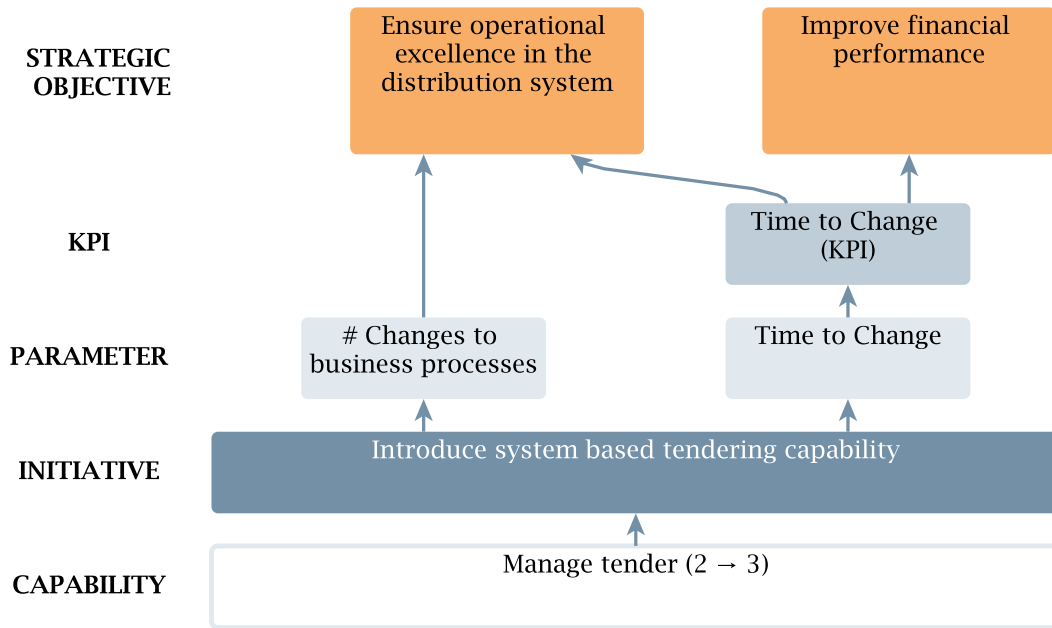 STRATEGIC
OBJECTIVE
Ensure operational
excellence in the
distribution system
Improve financial
performance
KPI
Time to Change
(KPI)
PARAMETER
# Changes to
business processes
Time to Change
INITIATIVE
Introduce system based tendering capability
CAPABILITY
Manage tender (2 → 3)